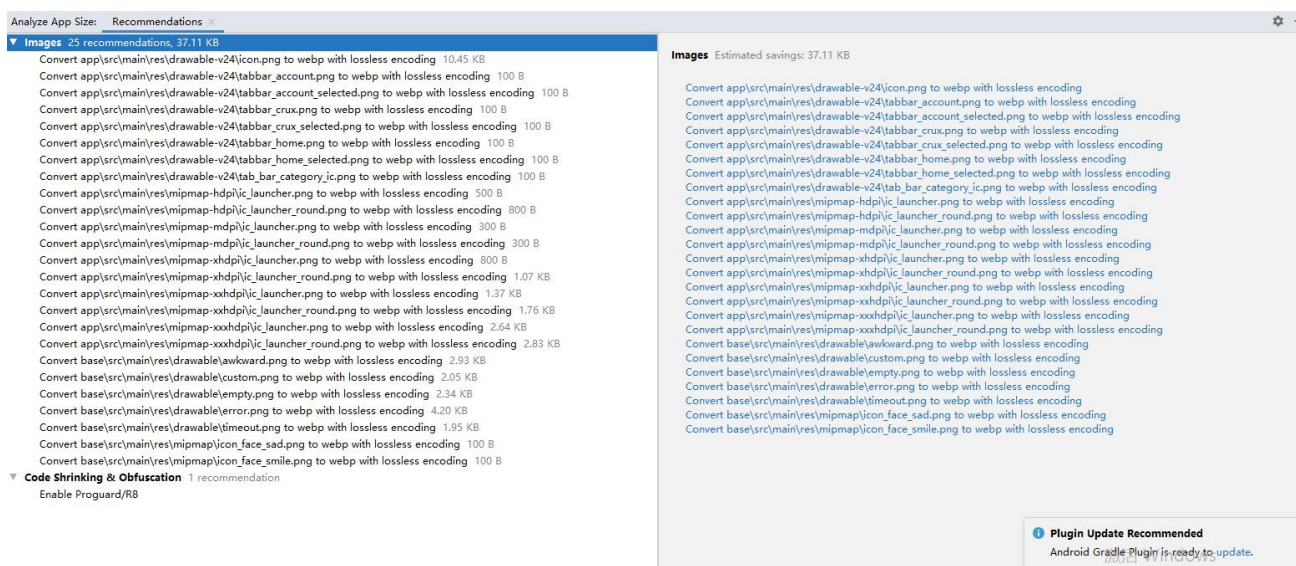 Analyze App Size: Recommendations ×
Images 25 recommendations, 37.11 KB
Convert app\src\main\res\drawable-v24\icon.png to webp with lossless encoding 10.45 KB
Convert app\src\main\res\drawable-v24\tabbar_account.png to webp with lossless encoding 100 B
Convert app\src\main\res\drawable-v24\tabbar_account_selected.png to webp with lossless encoding 100 B
Convert app\src\main\res\drawable-v24\tabbar_crux.png to webp with lossless encoding 100 B
Convert app\src\main\res\drawable-v24\tabbar_crux_selected.png to webp with lossless encoding 100 B
Convert app\src\main\res\drawable-v24\tabbar_home.png to webp with lossless encoding 100 B
Convert app\src\main\res\drawable-v24\tabbar_home_selected.png to webp with lossless encoding 100 B
Convert app\src\main\res\drawable-v24\tab_bar_category_ic.png to webp with lossless encoding 100 B
Convert app\src\main\res\mipmap-hdpi\ic_launcher.png to webp with lossless encoding 500 B
Convert app\src\main\res\mipmap-hdpi\ic_launcher_round.png to webp with lossless encoding 800 B
Convert app\src\main\res\mipmap-mdpi\ic_launcher.png to webp with lossless encoding 300 B
Convert app\src\main\res\mipmap-mdpi\ic_launcher_round.png to webp with lossless encoding 300 B
Convert app\src\main\res\mipmap-xhdpi\ic_launcher.png to webp with lossless encoding 800 B
Convert app\src\main\res\mipmap-xhdpi\ic_launcher_round.png to webp with lossless encoding 1.07 KB
Convert app\src\main\res\mipmap-xxhdpi\ic_launcher.png to webp with lossless encoding 1.37 KB
Convert app\src\main\res\mipmap-xxhdpi\ic_launcher_round.png to webp with lossless encoding 1.76 KB
Convert app\src\main\res\mipmap-xxxhdpi\ic_launcher.png to webp with lossless encoding 2.64 KB
Convert app\src\main\res\mipmap-xxxhdpi\ic_launcher_round.png to webp with lossless encoding 2.83 KB
Convert base\src\main\res\drawable\awkward.png to webp with lossless encoding 2.93 KB
Convert base\src\main\res\drawable\custom.png to webp with lossless encoding 2.05 KB
Convert base\src\main\res\drawable\empty.png to webp with lossless encoding 2.34 KB
Convert base\src\main\res\drawable\error.png to webp with lossless encoding 4.20 KB
Convert base\src\main\res\drawable\timeout.png to webp with lossless encoding 1.95 KB
Convert base\src\main\res\mipmap\icon_face_sad.png to webp with lossless encoding 100 B
Convert base\src\main\res\mipmap\icon_face_smile.png to webp with lossless encoding 100 B
Code Shrinking & Obfuscation 1 recommendation
Enable Proguard/R8
Images Estimated savings: 37.11 KB
Convert app\src\main\res\drawable-v24\icon.png to webp with lossless encoding
Convert app\src\main\res\drawable-v24\tabbar_account.png to webp with lossless encoding
Convert app\src\main\res\drawable-v24\tabbar_account_selected.png to webp with lossless encoding
Convert app\src\main\res\drawable-v24\tabbar_crux.png to webp with lossless encoding
Convert app\src\main\res\drawable-v24\tabbar_crux_selected.png to webp with lossless encoding
Convert app\src\main\res\drawable-v24\tabbar_home.png to webp with lossless encoding
Convert app\src\main\res\drawable-v24\tabbar_home_selected.png to webp with lossless encoding
Convert app\src\main\res\drawable-v24\tab_bar_category_ic.png to webp with lossless encoding
Convert app\src\main\res\mipmap-hdpi\ic_launcher.png to webp with lossless encoding
Convert app\src\main\res\mipmap-hdpi\ic_launcher_round.png to webp with lossless encoding
Convert app\src\main\res\mipmap-mdpi\ic_launcher.png to webp with lossless encoding
Convert app\src\main\res\mipmap-mdpi\ic_launcher_round.png to webp with lossless encoding
Convert app\src\main\res\mipmap-xhdpi\ic_launcher.png to webp with lossless encoding
Convert app\src\main\res\mipmap-xhdpi\ic_launcher_round.png to webp with lossless encoding
Convert app\src\main\res\mipmap-xxhdpi\ic_launcher.png to webp with lossless encoding
Convert app\src\main\res\mipmap-xxhdpi\ic_launcher_round.png to webp with lossless encoding
Convert app\src\main\res\mipmap-xxxhdpi\ic_launcher.png to webp with lossless encoding
Convert app\src\main\res\mipmap-xxxhdpi\ic_launcher_round.png to webp with lossless encoding
Convert base\src\main\res\drawable\awkward.png to webp with lossless encoding
Convert base\src\main\res\drawable\custom.png to webp with lossless encoding
Convert base\src\main\res\drawable\empty.png to webp with lossless encoding
Convert base\src\main\res\drawable\error.png to webp with lossless encoding
Convert base\src\main\res\drawable\timeout.png to webp with lossless encoding
Convert base\src\main\res\mipmap\icon_face_sad.png to webp with lossless encoding
Convert base\src\main\res\mipmap\icon_face_smile.png to webp with lossless encoding
Plugin Update Recommended
Android Gradle Plugin is ready to update.
激活 Windows